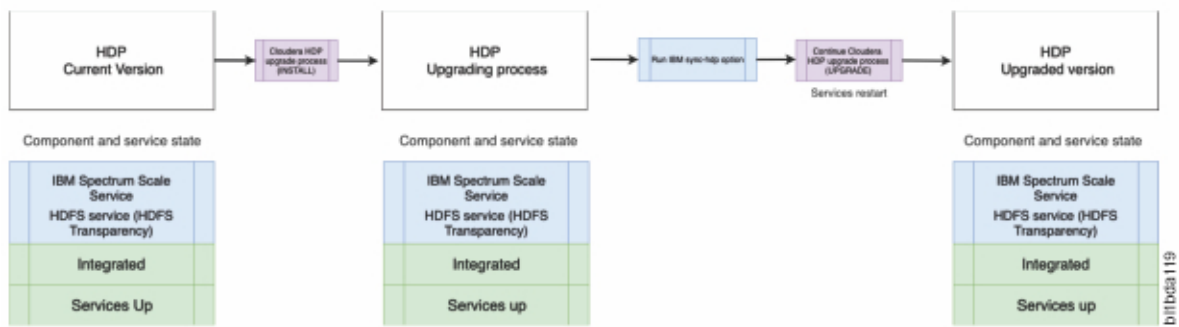 HDP
Current Version
Cloudera HDP
upgrade process
(INSTALL)
HDP
Upgrading process
Run IBM sync-hdp option
Continue Cloudera
HDP upgrade process
(UPGRADE)
Services restart
HDP
Upgraded version
Component and service state
IBM Spectrum Scale
Service
HDFS service (HDFS
Transparency)
Integrated
Services Up
Component and service state
IBM Spectrum Scale
Service
HDFS service (HDFS
Transparency)
Integrated
Services up
Component and service state
IBM Spectrum Scale
Service
HDFS service (HDFS
Transparency)
Integrated
Services up
bl1bda119